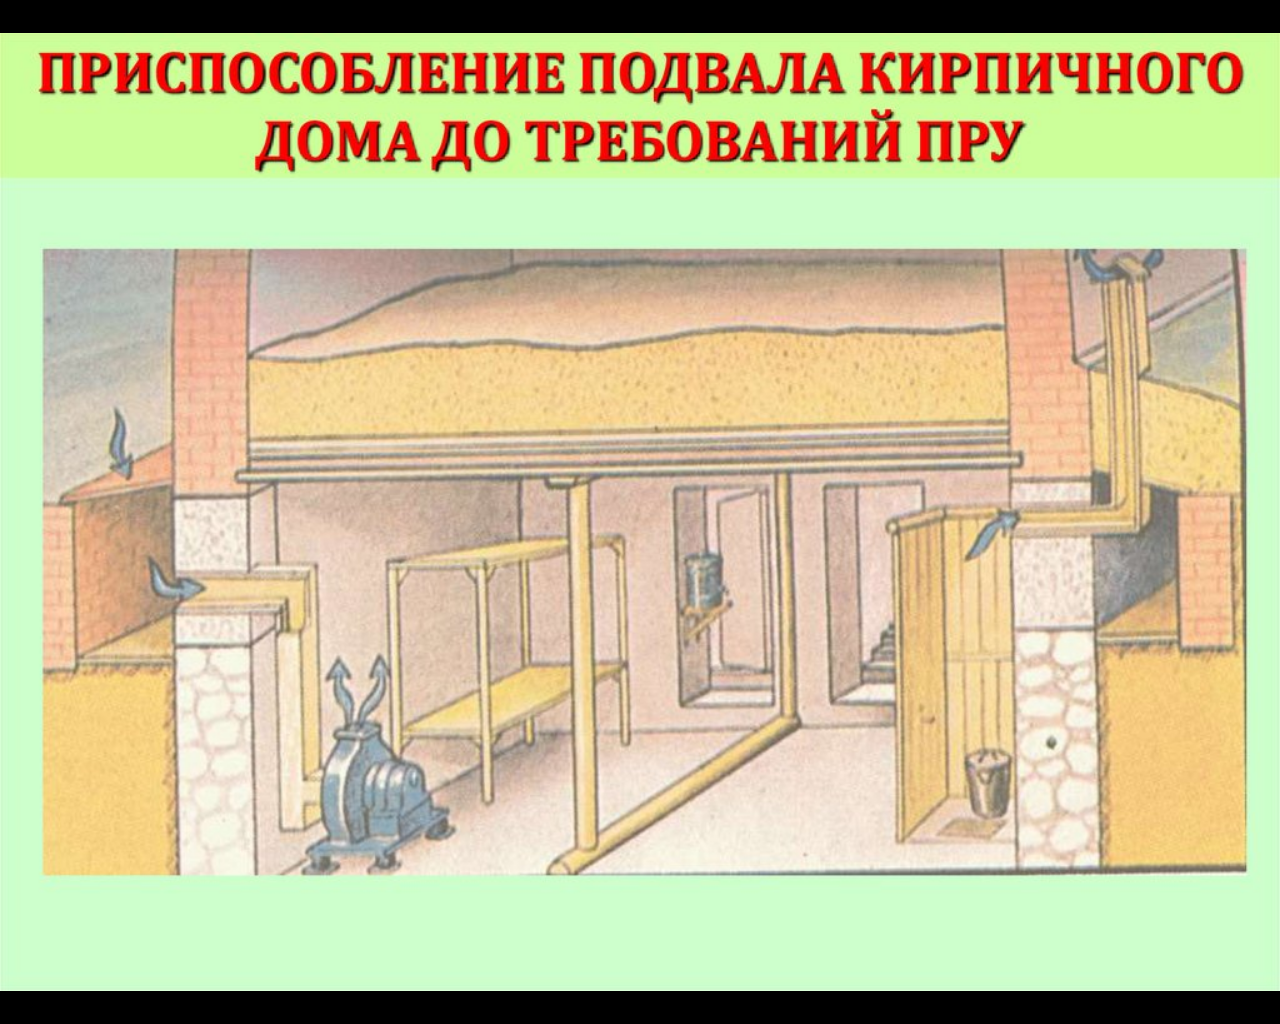 ПРИСПОСОБЛЕНИЕ ПОДВАЛА КИРПИЧНОГО
ДОМА ДО ТРЕБОВАНИЙ ПРУ